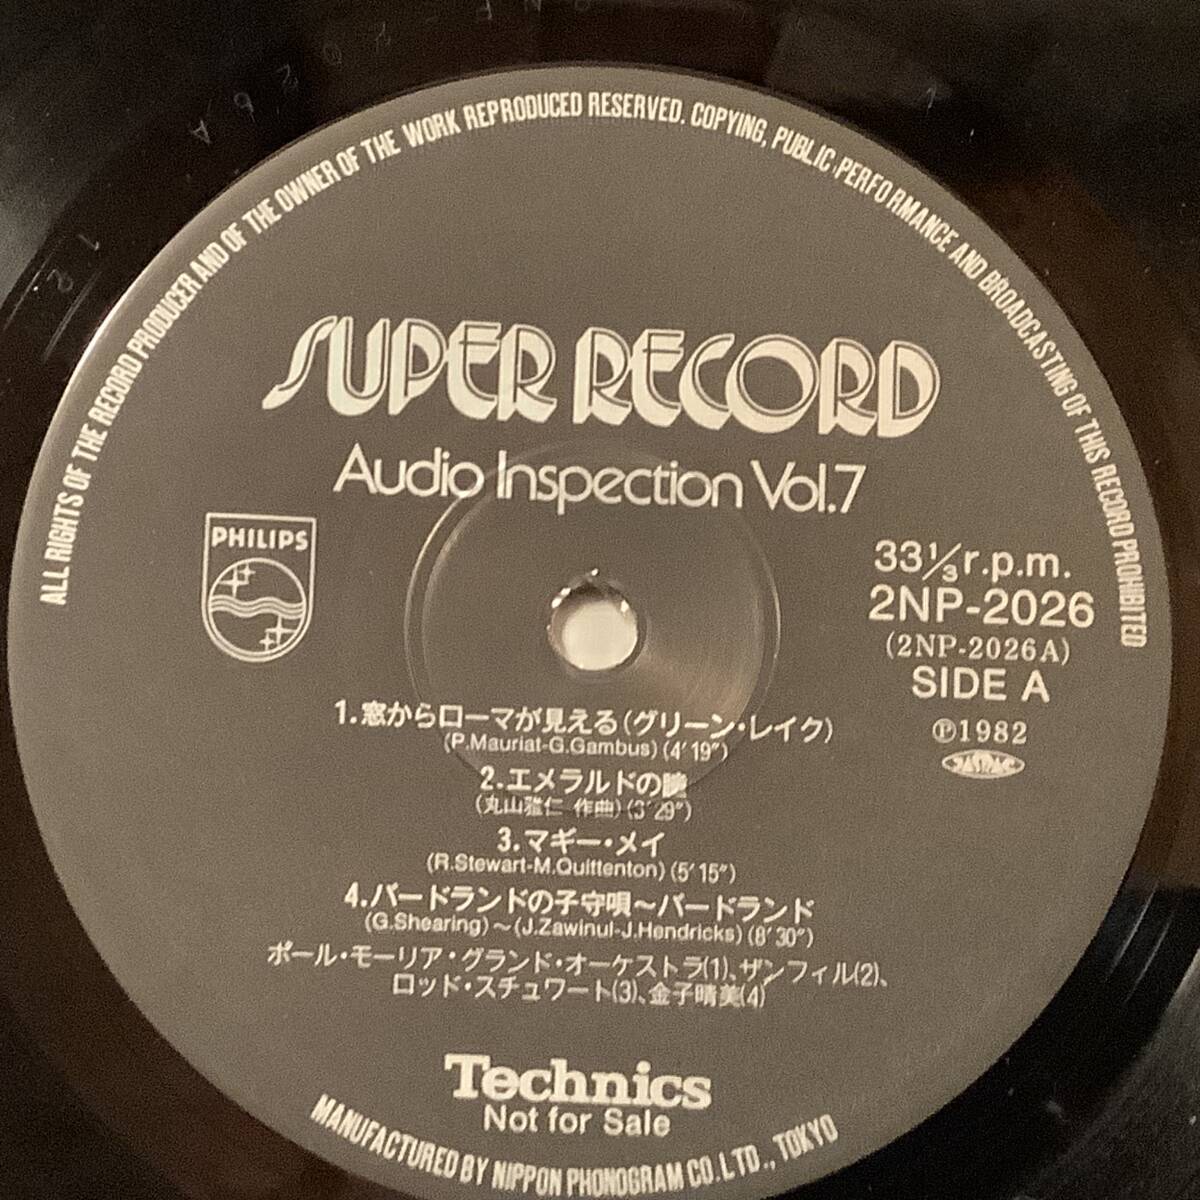 ALL RIGHTS OF THE RECORD PRODUCER AND OF THE OWNER OF THE WORK REPRODUCED RESERVED. COPYING, PUBLIC PERFORMANCE AND BROADCASTING OF THIS RECORD PROHIBITED
SUPER RECORD
Audio Inspection Vol.7
PHILIPS
33⅓r.p.m.
2NP-2026
(2NP-2026A)
SIDE A
℗1982
JASRAC
1.窓からローマが見える(グリーン・レイク)
(P.Mauriat-G.Gambus)(4′19″)
2.エメラルドの瞳
(丸山雅仁 作曲)(3′29″)
3.マギー・メイ
(R.Stewart-M.Quittenton)(5′15″)
4.バードランドの子守唄～バードランド
(G.Shearing)～(J.Zawinul-J.Hendricks)(8′30″)
ポール・モーリア・グランド・オーケストラ(1)、ザンフィル(2)、
ロッド・スチュワート(3)、金子晴美(4)
Technics
Not for Sale
MANUFACTURED BY NIPPON PHONOGRAM CO.LTD., TOKYO